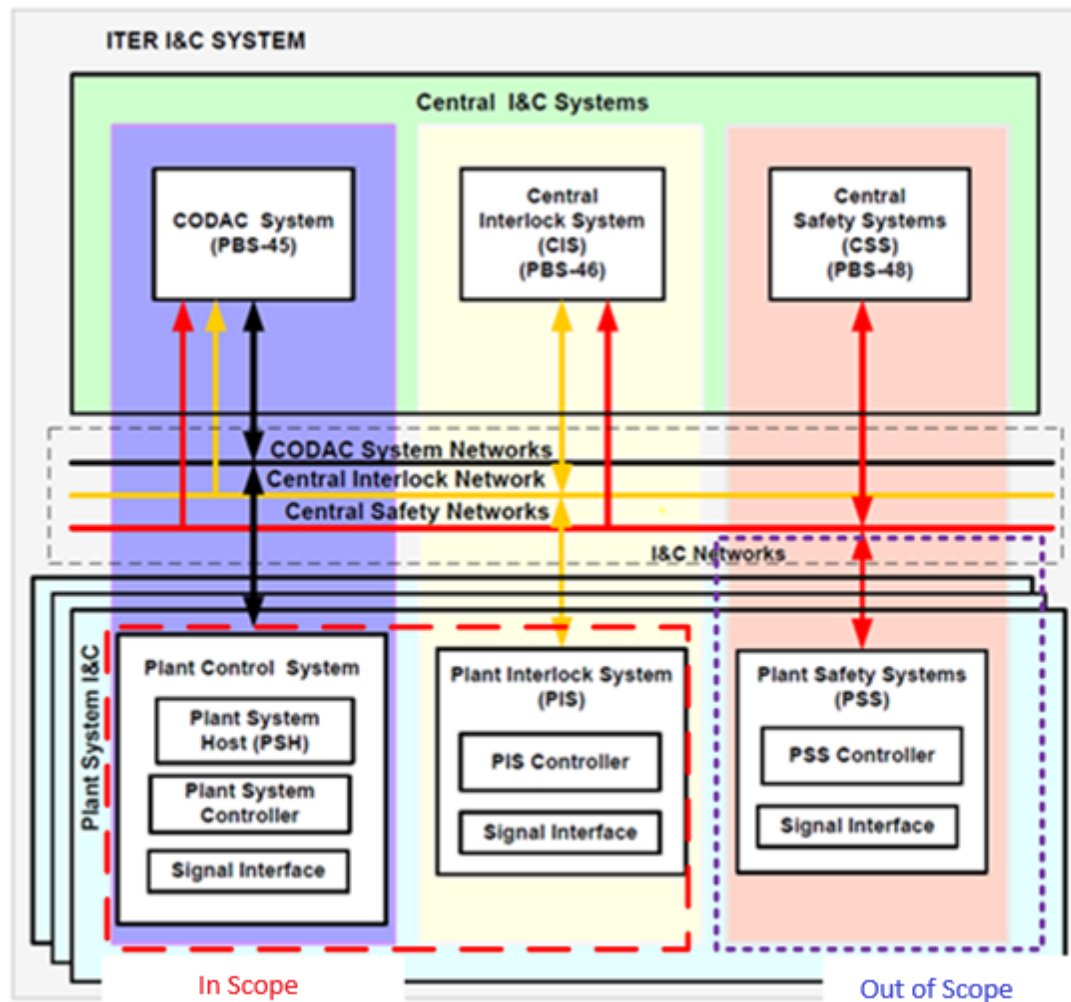 ITER I&C SYSTEM
Central I&C Systems
CODAC System
(PBS-45)
Central
Interlock System
(CIS)
(PBS-46)
Central
Safety Systems
(CSS)
(PBS-48)
CODAC System Networks
Central Interlock Network
Central Safety Networks
I&C Networks
Plant System I&C
Plant Control System
Plant System
Host (PSH)
Plant System
Controller
Signal Interface
Plant Interlock System
(PIS)
PIS Controller
Signal Interface
Plant Safety Systems
(PSS)
PSS Controller
Signal Interface
In Scope
Out of Scope